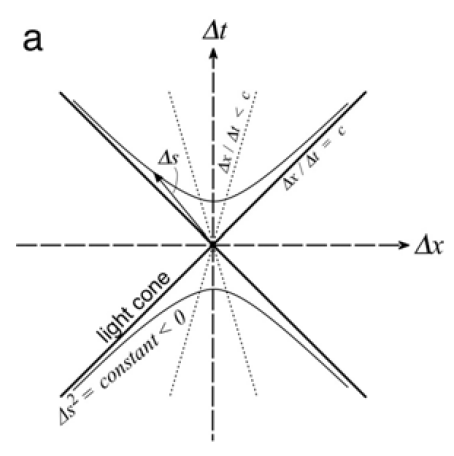 a
Δt
Δx / Δt < c
Δs
Δx / Δt = c
Δx
light cone
Δs² = constant < 0